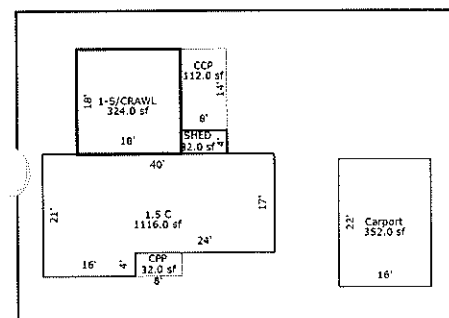 CCP
112.0 sf
14'
8'
18'
1-S/CRAWL
324.0 sf
18'
SHED
32.0 sf
4'
40'
21'
1.5 C
1116.0 sf
17'
24'
16'
4'
CPP
32.0 sf
8'
22'
Carport
352.0 sf
16'